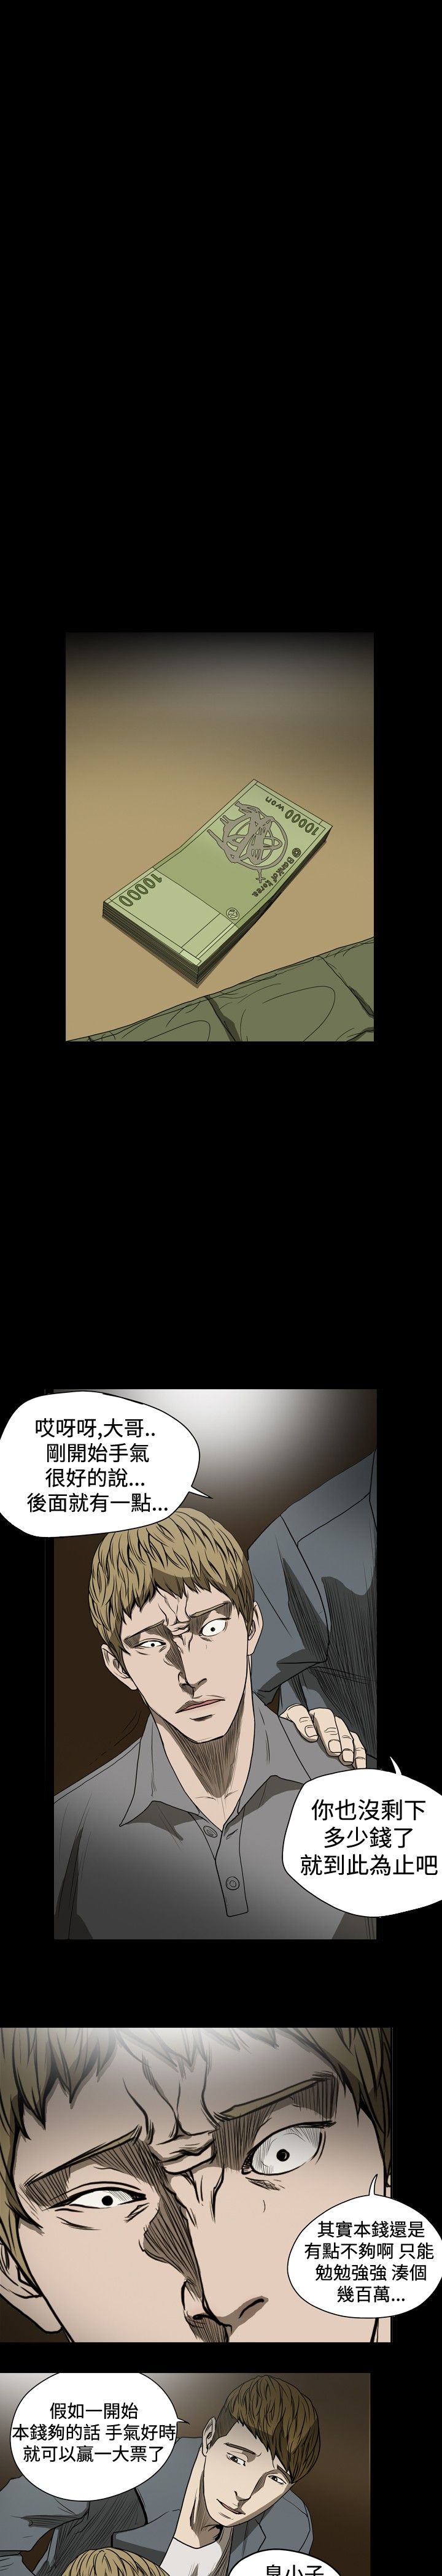 10000 won
Bank of Korea
10000
哎呀呀,大哥..
剛開始手氣
很好的說...
後面就有一點...
你也沒剩下
多少錢了
就到此為止吧
其實本錢還是
有點不夠啊 只能
勉勉強強 湊個
幾百萬...
假如一開始
本錢夠的話 手氣好時
就可以贏一大票了
臭小子